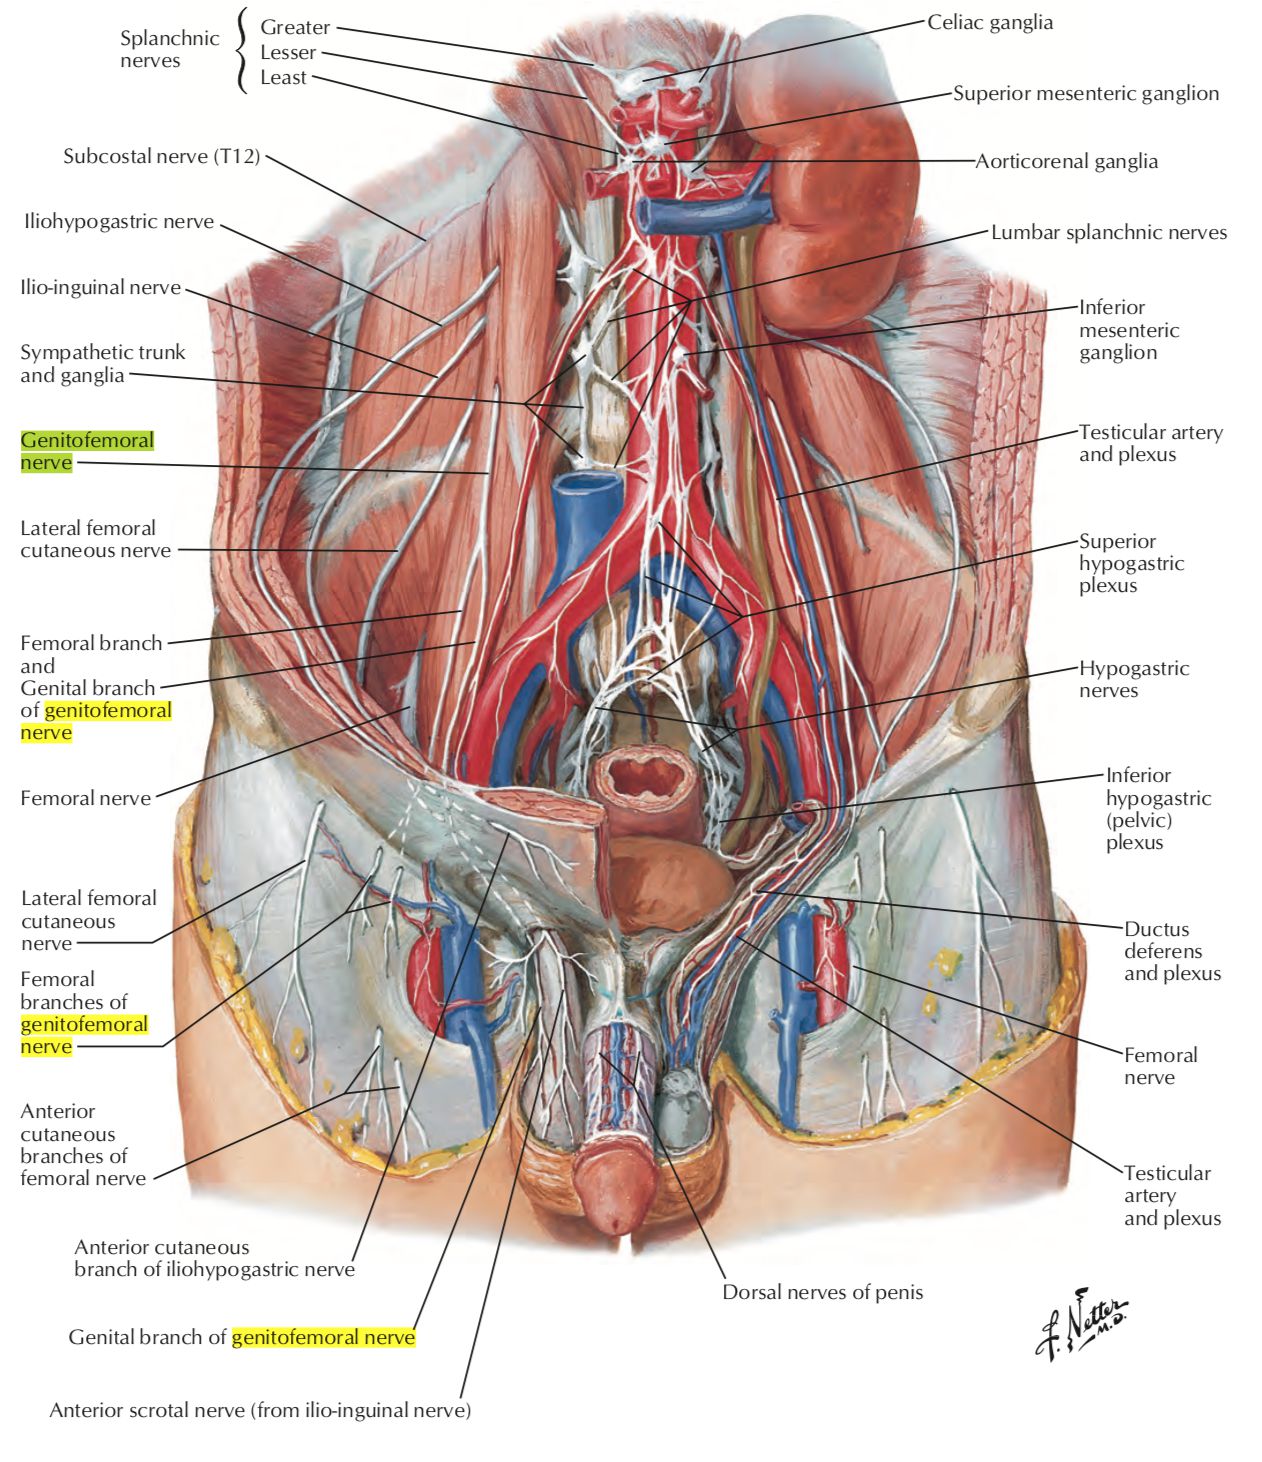 Splanchnic
nerves
Greater
Lesser
Least
Subcostal nerve (T12)
Iliohypogastric nerve
Ilio-inguinal nerve
Sympathetic trunk
and ganglia
Genitofemoral
nerve
Lateral femoral
cutaneous nerve
Femoral branch
and
Genital branch
of genitofemoral
nerve
Femoral nerve
Lateral femoral
cutaneous
nerve
Femoral
branches of
genitofemoral
nerve
Anterior
cutaneous
branches of
femoral nerve
Anterior cutaneous
branch of iliohypogastric nerve
Genital branch of genitofemoral nerve
Anterior scrotal nerve (from ilio-inguinal nerve)
Celiac ganglia
Superior mesenteric ganglion
Aorticorenal ganglia
Lumbar splanchnic nerves
Inferior
mesenteric
ganglion
Testicular artery
and plexus
Superior
hypogastric
plexus
Hypogastric
nerves
Inferior
hypogastric
(pelvic)
plexus
Ductus
deferens
and plexus
Femoral
nerve
Testicular
artery
and plexus
Dorsal nerves of penis
F. Netter
M.D.